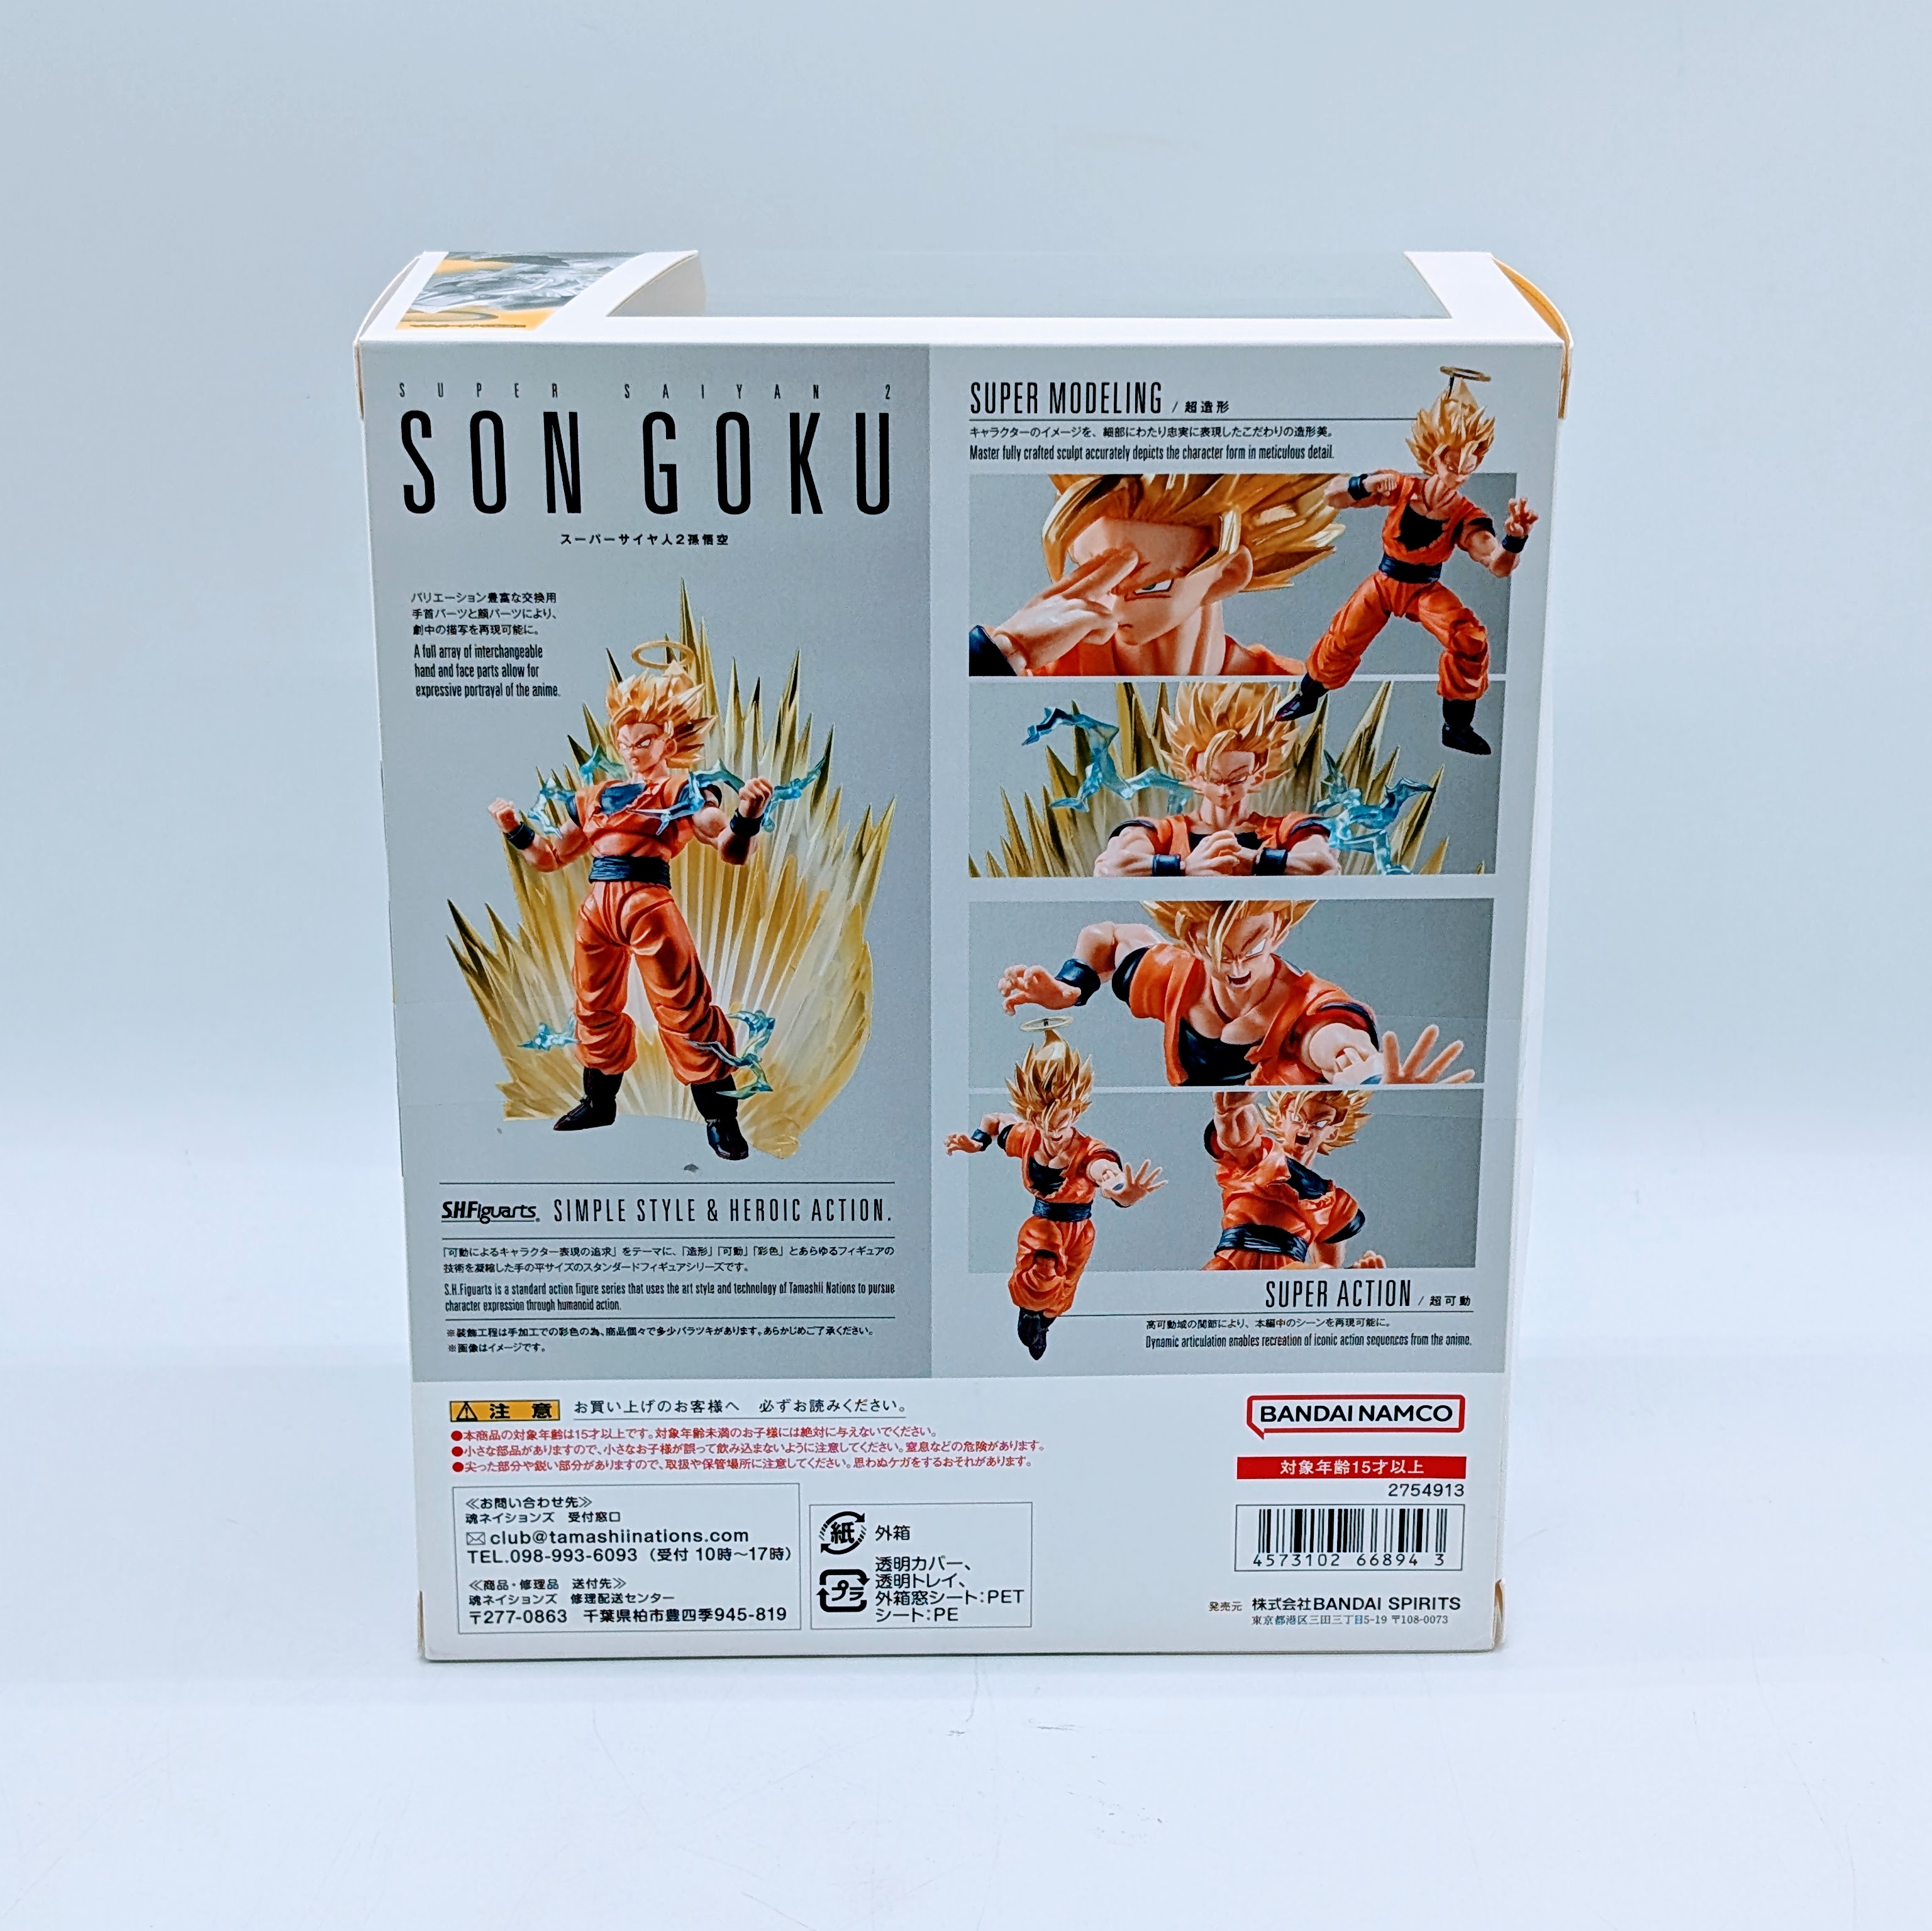 SUPER SAIYAN 2
SON GOKU
スーパーサイヤ人2孫悟空
バリエーション豊富な交換用
手首パーツと顔パーツにより、
劇中の描写を再現可能に。
A full array of interchangeable
hand and face parts allow for
expressive portrayal of the anime.
S.H.Figuarts. SIMPLE STYLE & HEROIC ACTION.
「可動によるキャラクター表現の追求」をテーマに、「造形」「可動」「彩色」とあらゆるフィギュアの
技術を凝縮した手の平サイズのスタンダードフィギュアシリーズです。
S.H.Figuarts is a standard action figure series that uses the art style and technology of Tamashii Nations to pursue
character expression through humanoid action.
※装飾工程は手加工での彩色の為、商品個々で多少バラツキがあります。あらかじめご了承ください。
※画像はイメージです。
SUPER MODELING / 超造形
キャラクターのイメージを、細部にわたり忠実に表現したこだわりの造形美。
Master fully crafted sculpt accurately depicts the character form in meticulous detail.
SUPER ACTION / 超可動
高可動域の関節により、本編中のシーンを再現可能に。
Dynamic articulation enables recreation of iconic action sequences from the anime.
注意 お買い上げのお客様へ 必ずお読みください。
●本商品の対象年齢は15才以上です。対象年齢未満のお子様には絶対に与えないでください。
●小さな部品がありますので、小さなお子様が誤って飲み込まないように注意してください。窒息などの危険があります。
●尖った部分や鋭い部分がありますので、取扱や保管場所に注意してください。思わぬケガをするおそれがあります。
≪お問い合わせ先≫
魂ネイションズ 受付窓口
club@tamashiinations.com
TEL.098-993-6093（受付 10時～17時）
≪商品・修理品 送付先≫
魂ネイションズ 修理配送センター
〒277-0863 千葉県柏市豊四季945-819
紙 外箱
プラ 透明カバー、
透明トレイ、
外箱窓シート:PET
シート:PE
BANDAI NAMCO
対象年齢15才以上
2754913
4573102 66894 3
発売元 株式会社BANDAI SPIRITS
東京都港区三田三丁目5-19 〒108-0073